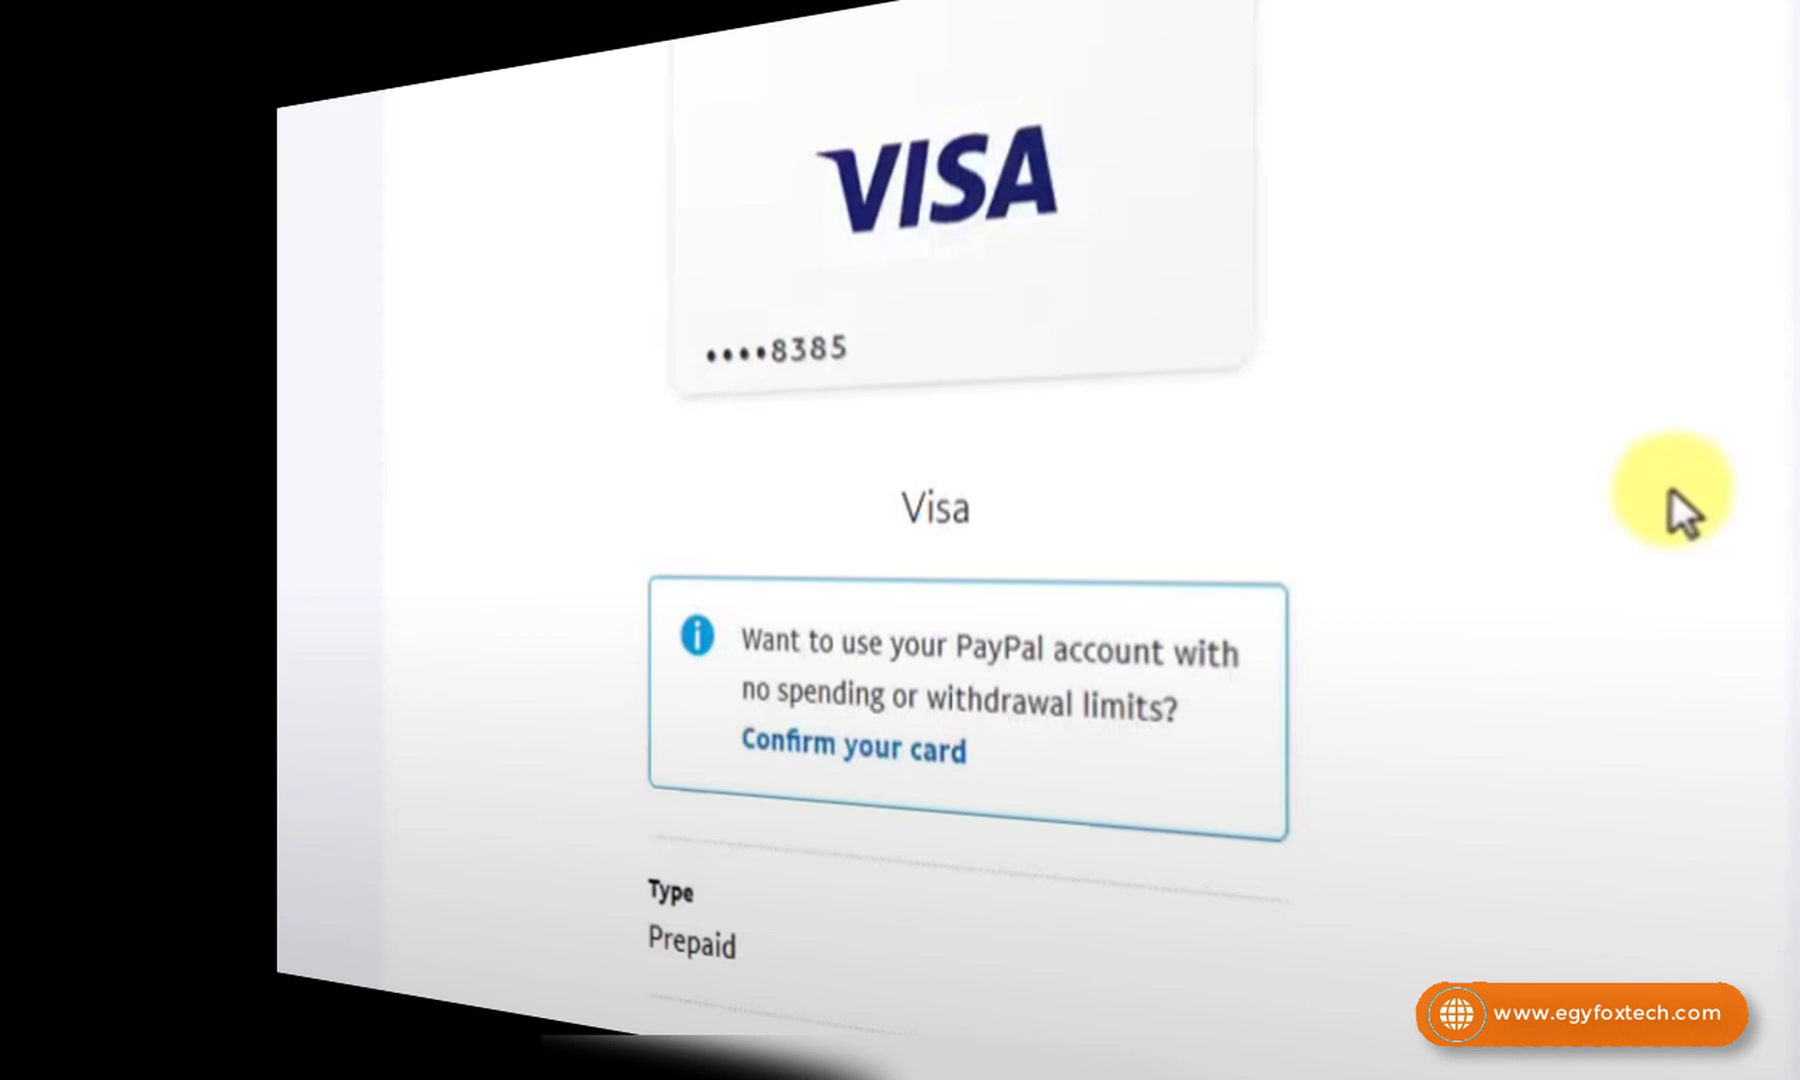 VISA
••••8385
Visa
Want to use your PayPal account with
no spending or withdrawal limits?
Confirm your card
Type
Prepaid
www.egyfoxtech.com